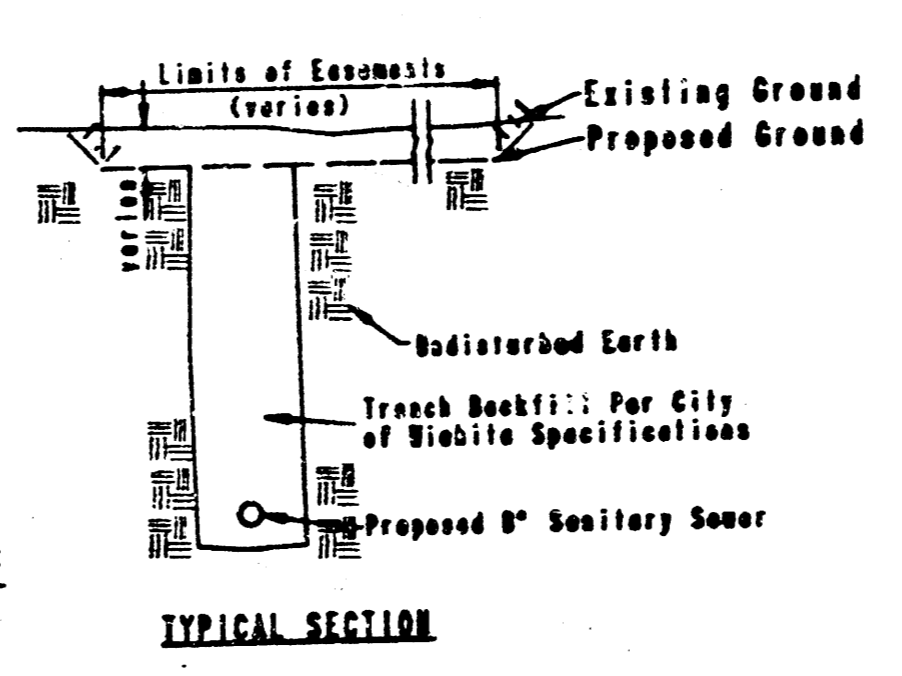 Limits of Easements
(varies)
Existing Ground
Proposed Ground
varies
Undisturbed Earth
Trench Backfill Per City
of Wichita Specifications
Proposed 8" Sanitary Sewer
TYPICAL SECTION